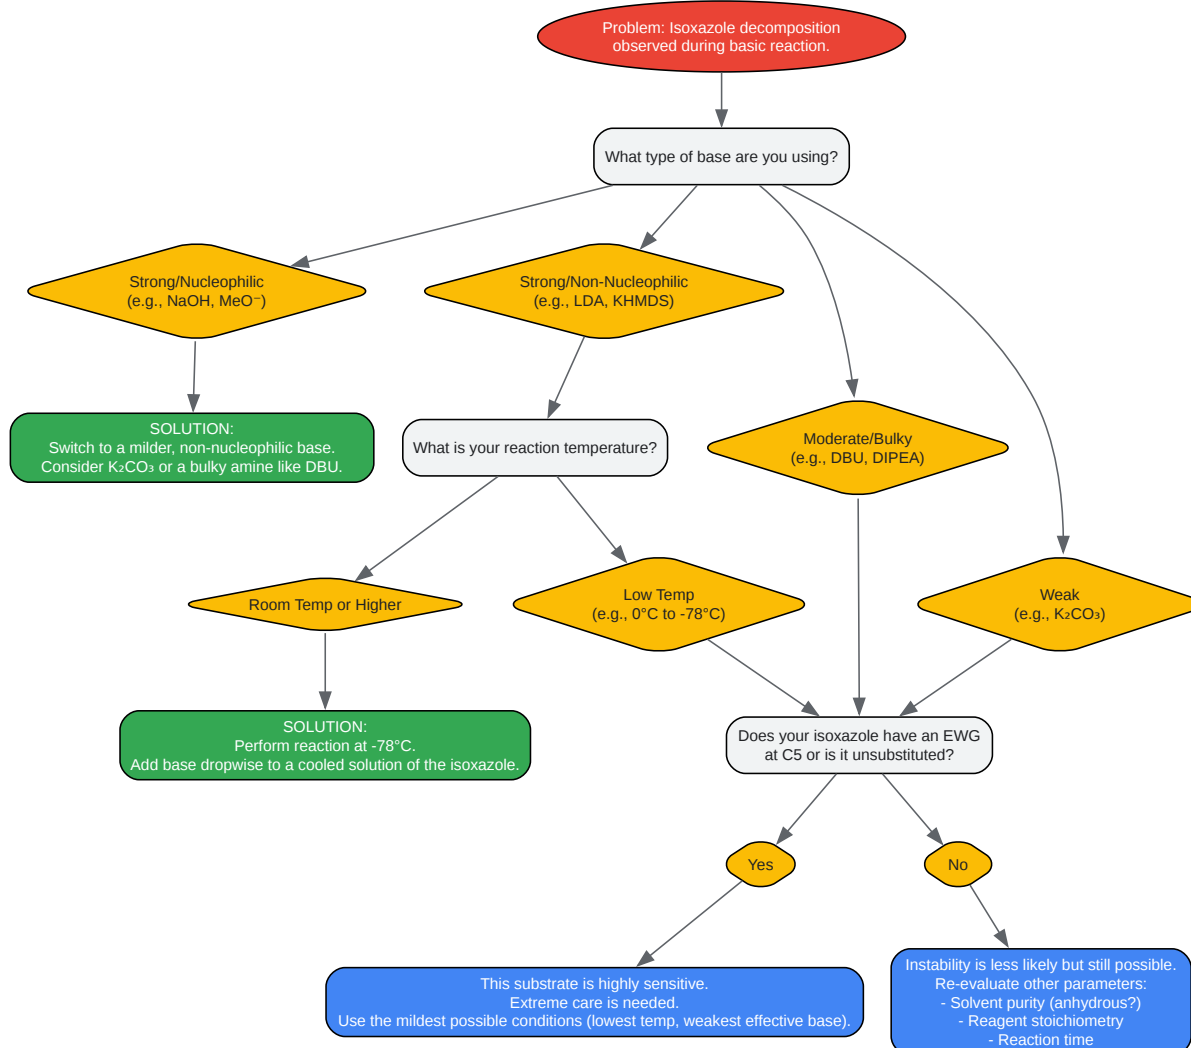 Problem: Isoxazole decomposition
observed during basic reaction.
What type of base are you using?
Strong/Nucleophilic
(e.g., NaOH, MeO⁻)
Strong/Non-Nucleophilic
(e.g., LDA, KHMDS)
SOLUTION:
Switch to a milder, non-nucleophilic base.
Consider K₂CO₃ or a bulky amine like DBU.
What is your reaction temperature?
Moderate/Bulky
(e.g., DBU, DIPEA)
Room Temp or Higher
Low Temp
(e.g., 0°C to -78°C)
Weak
(e.g., K₂CO₃)
SOLUTION:
Perform reaction at -78°C.
Add base dropwise to a cooled solution of the isoxazole.
Does your isoxazole have an EWG
at C5 or is it unsubstituted?
Yes
No
This substrate is highly sensitive.
Extreme care is needed.
Use the mildest possible conditions (lowest temp, weakest effective base).
Instability is less likely but still possible.
Re-evaluate other parameters:
- Solvent purity (anhydrous?)
- Reagent stoichiometry
- Reaction time